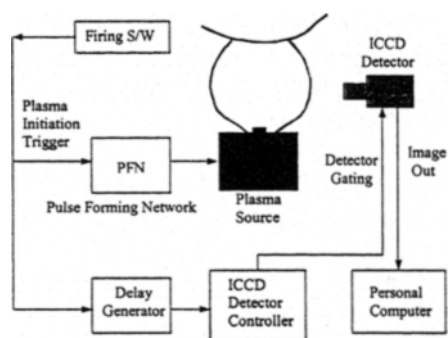 Firing S/W
ICCD
Detector
Plasma
Initiation
Trigger
PFN
Pulse Forming Network
Plasma
Source
Detector
Gating
Image
Out
Delay
Generator
ICCD
Detector
Controller
Personal
Computer